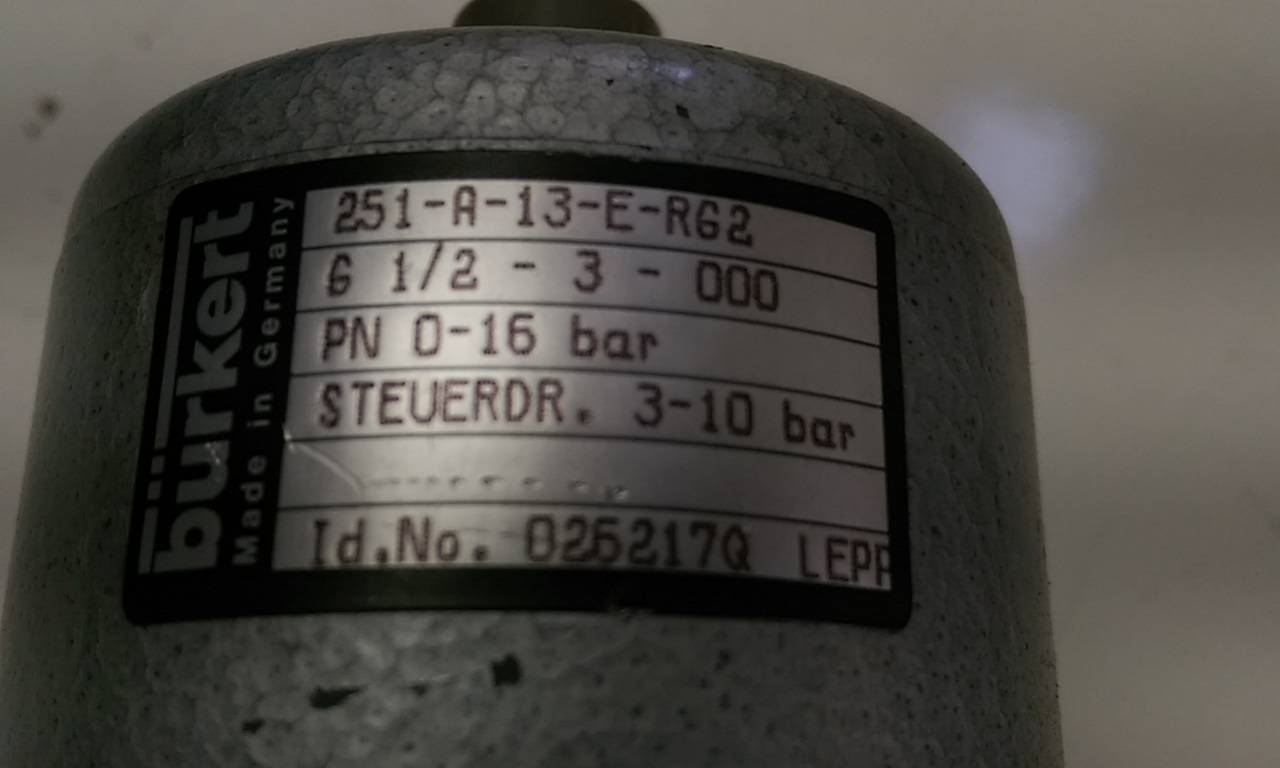 bürkert
Made in Germany
251-A-13-E-RG2
G 1/2 - 3 - 000
PN 0-16 bar
STEUERDR. 3-10 bar
Id.No. 026217Q LEPP